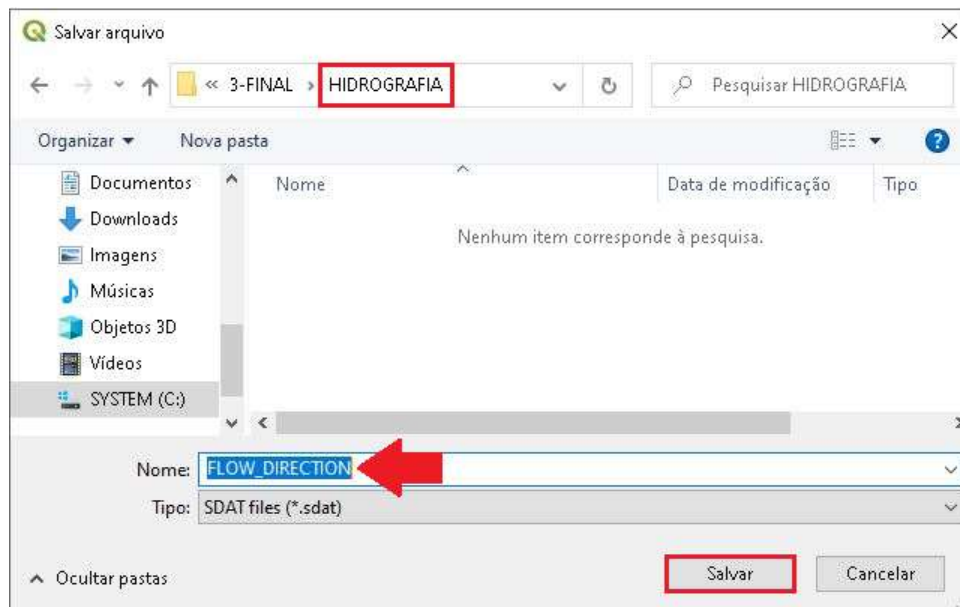 Salvar arquivo
« 3-FINAL › HIDROGRAFIA
Pesquisar HIDROGRAFIA
Organizar
Nova pasta
Nome
Data de modificação
Tipo
Documentos
Downloads
Imagens
Músicas
Objetos 3D
Vídeos
SYSTEM (C:)
Nenhum item corresponde à pesquisa.
Nome: FLOW_DIRECTION
Tipo: SDAT files (*.sdat)
Ocultar pastas
Salvar
Cancelar